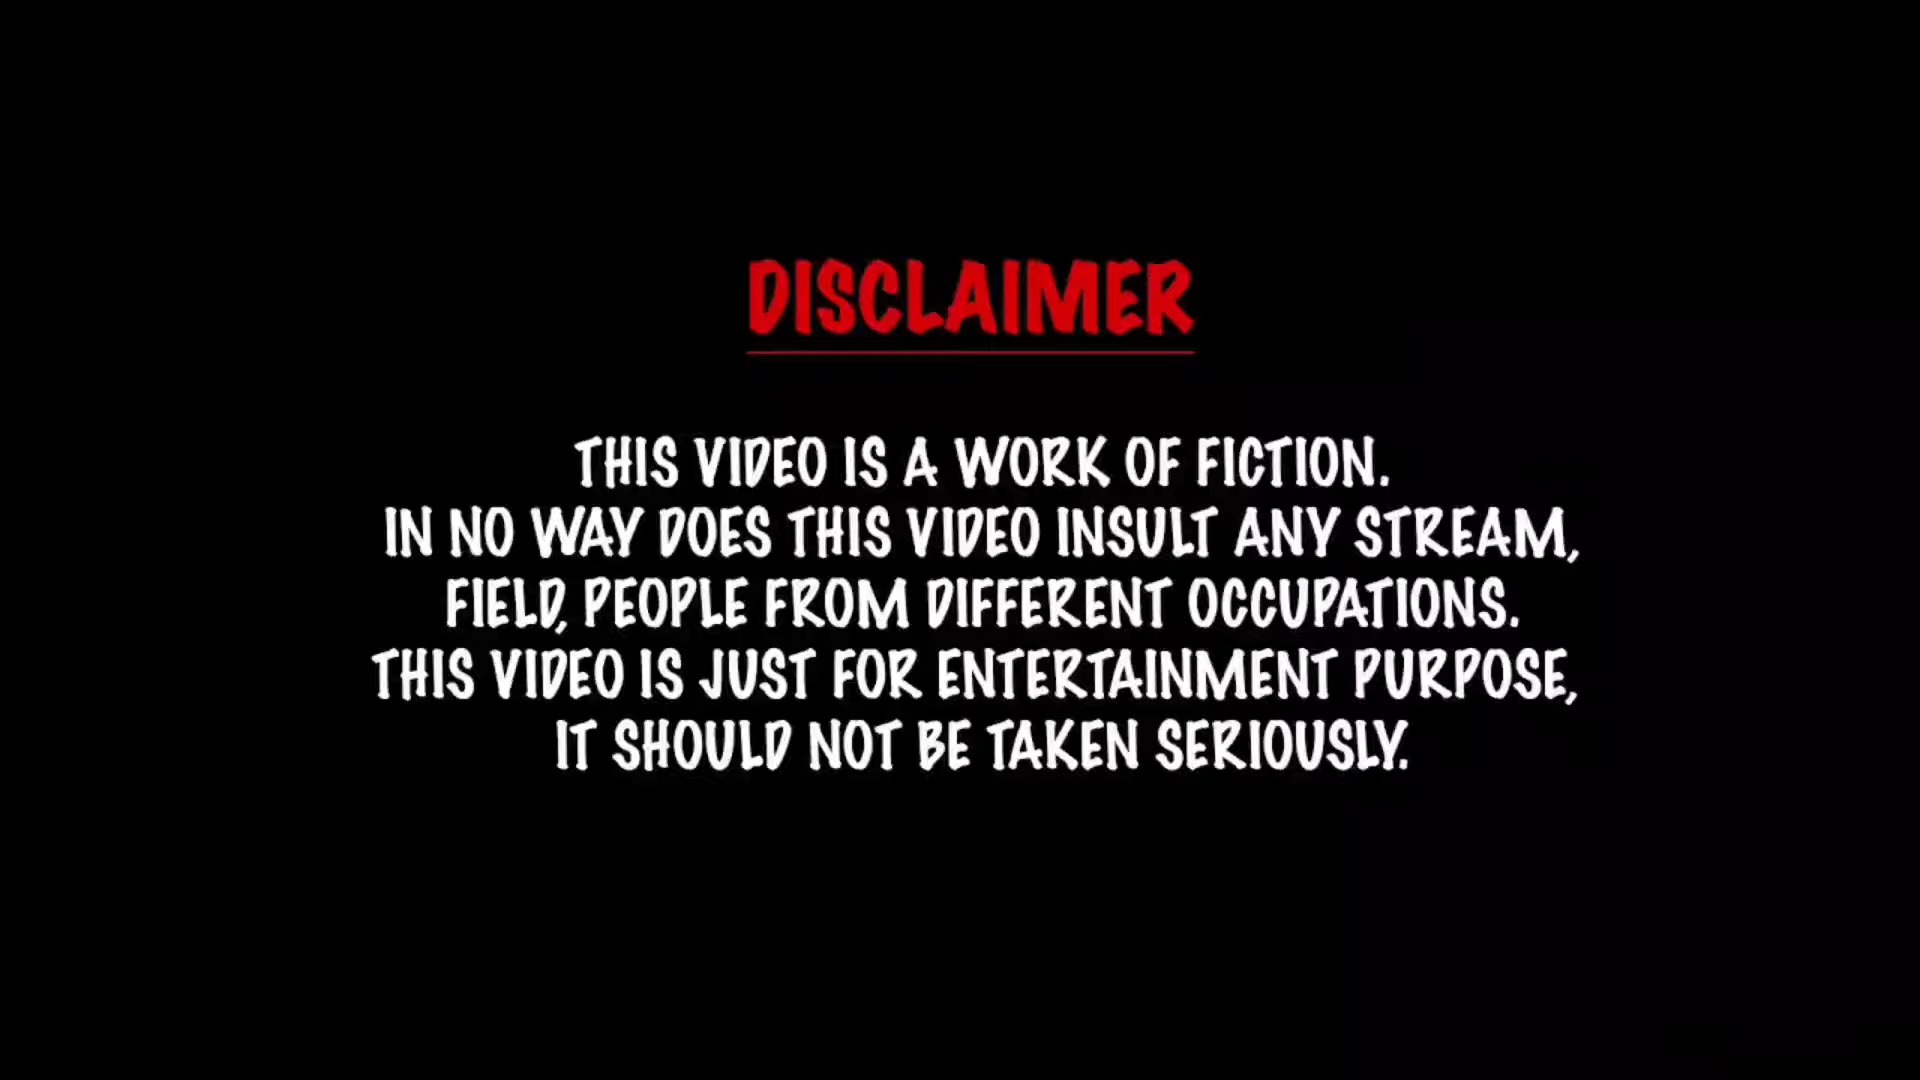 DISCLAIMER
THIS VIDEO IS A WORK OF FICTION.
IN NO WAY DOES THIS VIDEO INSULT ANY STREAM,
FIELD, PEOPLE FROM DIFFERENT OCCUPATIONS.
THIS VIDEO IS JUST FOR ENTERTAINMENT PURPOSE,
IT SHOULD NOT BE TAKEN SERIOUSLY.